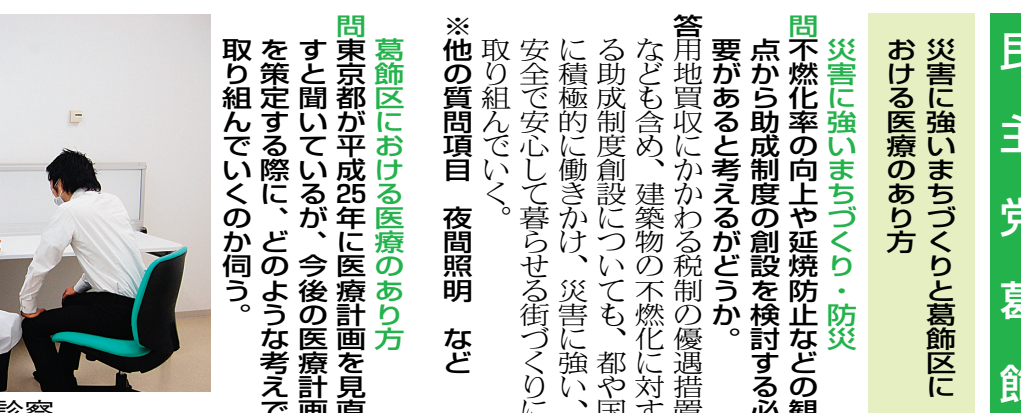 民主党葛飾
災害に強いまちづくりと葛飾区に
おける医療のあり方
災害に強いまちづくり・防災
問不燃化率の向上や延焼防止などの観
点から助成制度の創設を検討する必
要があると考えるがどうか。
答用地買収にかかわる税制の優遇措置
なども含め、建築物の不燃化に対す
る助成制度創設についても、都や国
に積極的に働きかけ、災害に強い、
安全で安心して暮らせる街づくりに
取り組んでいく。
※他の質問項目 夜間照明 など
葛飾区における医療のあり方
問東京都が平成25年に医療計画を見直
すと聞いているが、今後の医療計画
を策定する際に、どのような考えで
取り組んでいくのか伺う。
診察